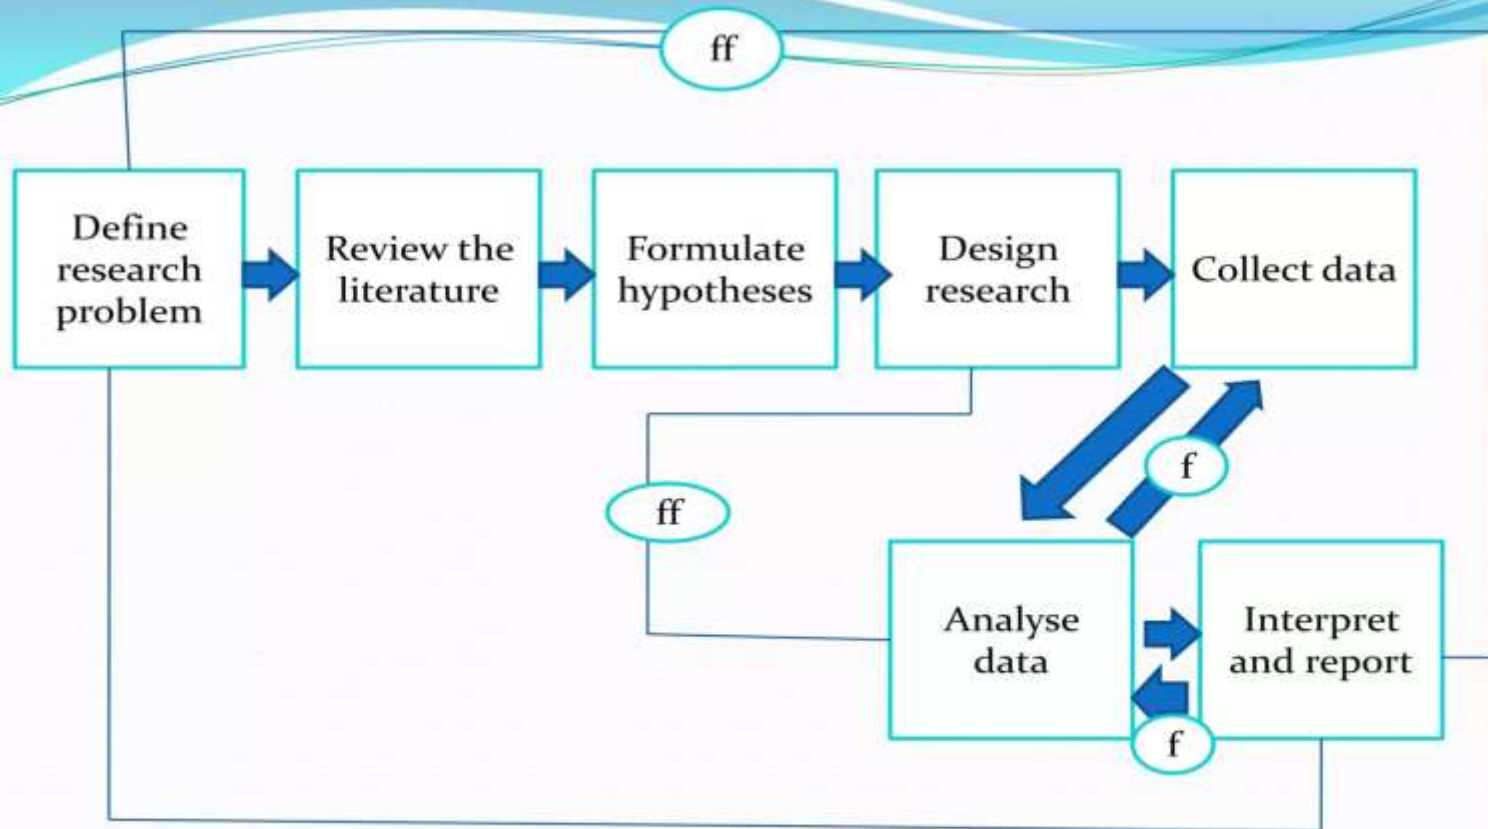 ff
Define
research
problem
Review the
literature
Formulate
hypotheses
Design
research
Collect data
f
ff
Analyse
data
Interpret
and report
f